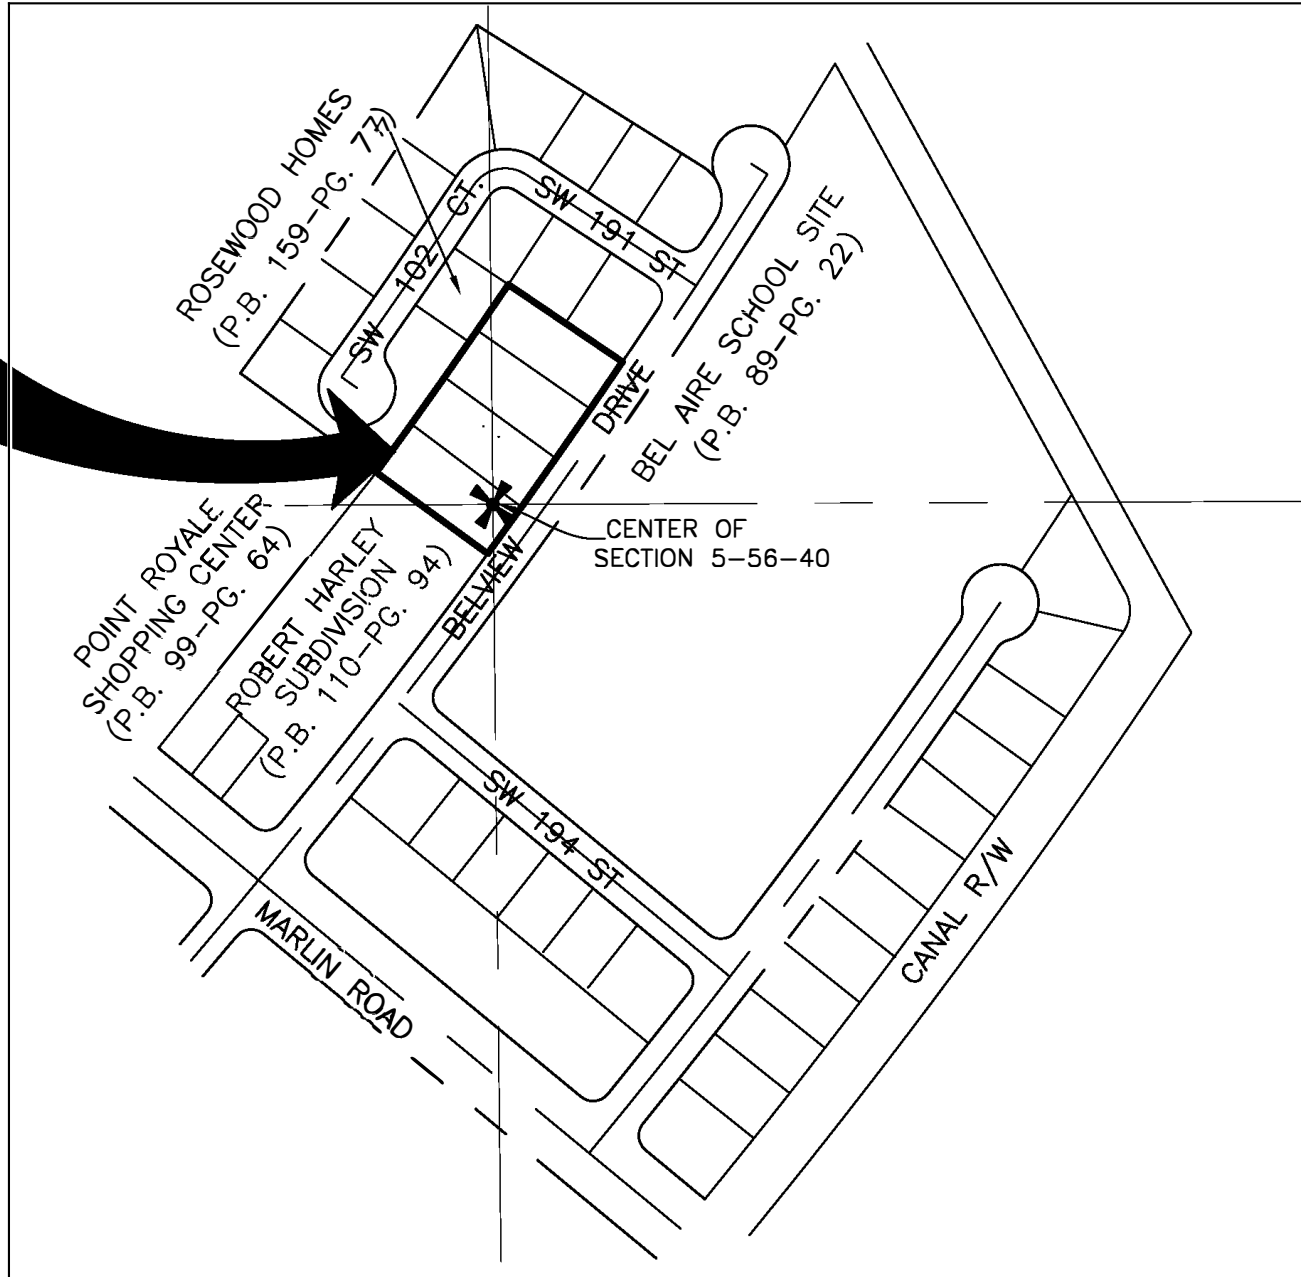 ROSEWOOD HOMES
(P.B. 159-PG. 77)
SW 102 CT.
SW 191 ST
BEL AIRE SCHOOL SITE
(P.B. 89-PG. 22)
BELVIEW DRIVE
CENTER OF
SECTION 5-56-40
POINT ROYALE
SHOPPING CENTER
(P.B. 99-PG. 64)
ROBERT HARLEY
SUBDIVISION
(P.B. 110-PG. 94)
SW 194 ST
MARLIN ROAD
CANAL R/W